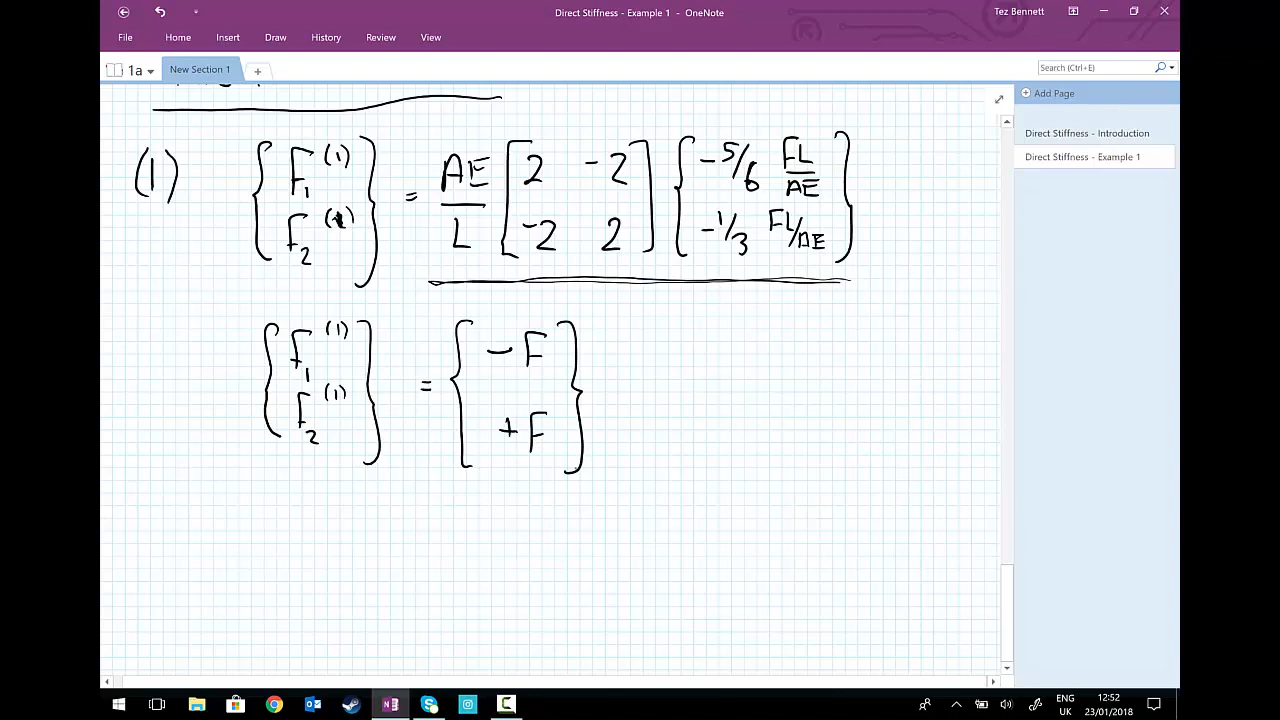 Direct Stiffness - Example 1 - OneNote
Tez Bennett
File Home Insert Draw History Review View
1a New Section 1 +
Search (Ctrl+E)
Add Page
Direct Stiffness - Introduction
Direct Stiffness - Example 1
(1) { F₁⁽¹⁾ F₂⁽¹⁾ } = AE/L [ 2 -2 -2 2 ] { -5/6 FL/AE -1/3 FL/AE }
{ F₁⁽¹⁾ F₂⁽¹⁾ } = { -F +F }
ENG
UK
12:52
23/01/2018